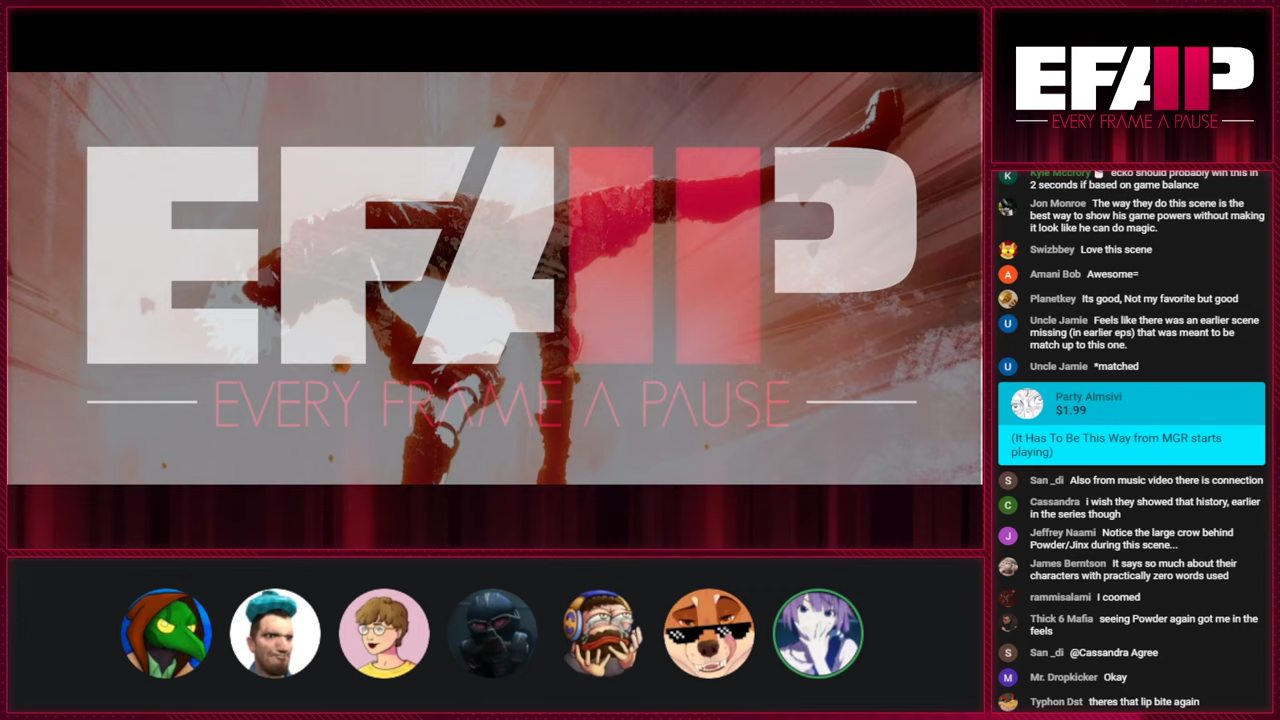 EFAP
EVERY FRAME A PAUSE
EFAP
EVERY FRAME A PAUSE
K
Kyle Mccrory ecko should probably win this in
2 seconds if based on game balance
Jon Monroe The way they do this scene is the
best way to show his game powers without making
it look like he can do magic.
Swizbbey Love this scene
A
Amani Bob Awesome=
Planetkey Its good, Not my favorite but good
U
Uncle Jamie Feels like there was an earlier scene
missing (in earlier eps) that was meant to be
match up to this one.
U
Uncle Jamie *matched
Party Almsivi
$1.99
(It Has To Be This Way from MGR starts
playing)
S
San _di Also from music video there is connection
C
Cassandra i wish they showed that history, earlier
in the series though
J
Jeffrey Naami Notice the large crow behind
Powder/Jinx during this scene...
James Berntson It says so much about their
characters with practically zero words used
rammisalami I coomed
Thick 6 Mafia seeing Powder again got me in the
feels
S
San _di @Cassandra Agree
M
Mr. Dropkicker Okay
Typhon Dst theres that lip bite again